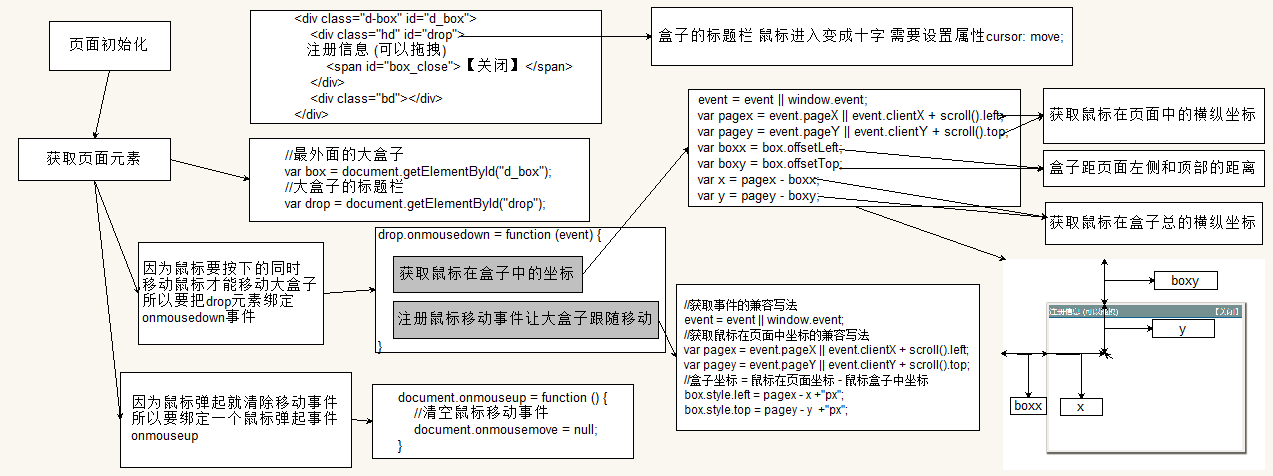 页面初始化
<div class="d-box" id="d_box">
<div class="hd" id="drop">
注册信息 (可以拖拽)
<span id="box_close">【关闭】</span>
</div>
<div class="bd"></div>
</div>
盒子的标题栏 鼠标进入变成十字 需要设置属性cursor: move;
获取页面元素
//最外面的大盒子
var box = document.getElementById("d_box");
//大盒子的标题栏
var drop = document.getElementById("drop");
event = event || window.event;
var pagex = event.pageX || event.clientX + scroll().left;
var pagey = event.pageY || event.clientY + scroll().top;
var boxx = box.offsetLeft;
var boxy = box.offsetTop;
var x = pagex - boxx;
var y = pagey - boxy;
获取鼠标在页面中的横纵坐标
盒子距页面左侧和顶部的距离
获取鼠标在盒子总的横纵坐标
因为鼠标要按下的同时
移动鼠标才能移动大盒子
所以要把drop元素绑定
onmousedown事件
drop.onmousedown = function (event) {
获取鼠标在盒子中的坐标
注册鼠标移动事件让大盒子跟随移动
}
//获取事件的兼容写法
event = event || window.event;
//获取鼠标在页面中坐标的兼容写法
var pagex = event.pageX || event.clientX + scroll().left;
var pagey = event.pageY || event.clientY + scroll().top;
//盒子坐标 = 鼠标在页面坐标 - 鼠标盒子中坐标
box.style.left = pagex - x +"px";
box.style.top = pagey - y +"px";
boxy
注册信息 (可以拖拽)
【关闭】
y
boxx
x
因为鼠标弹起就清除移动事件
所以要绑定一个鼠标弹起事件
onmouseup
document.onmouseup = function () {
//清空鼠标移动事件
document.onmousemove = null;
}